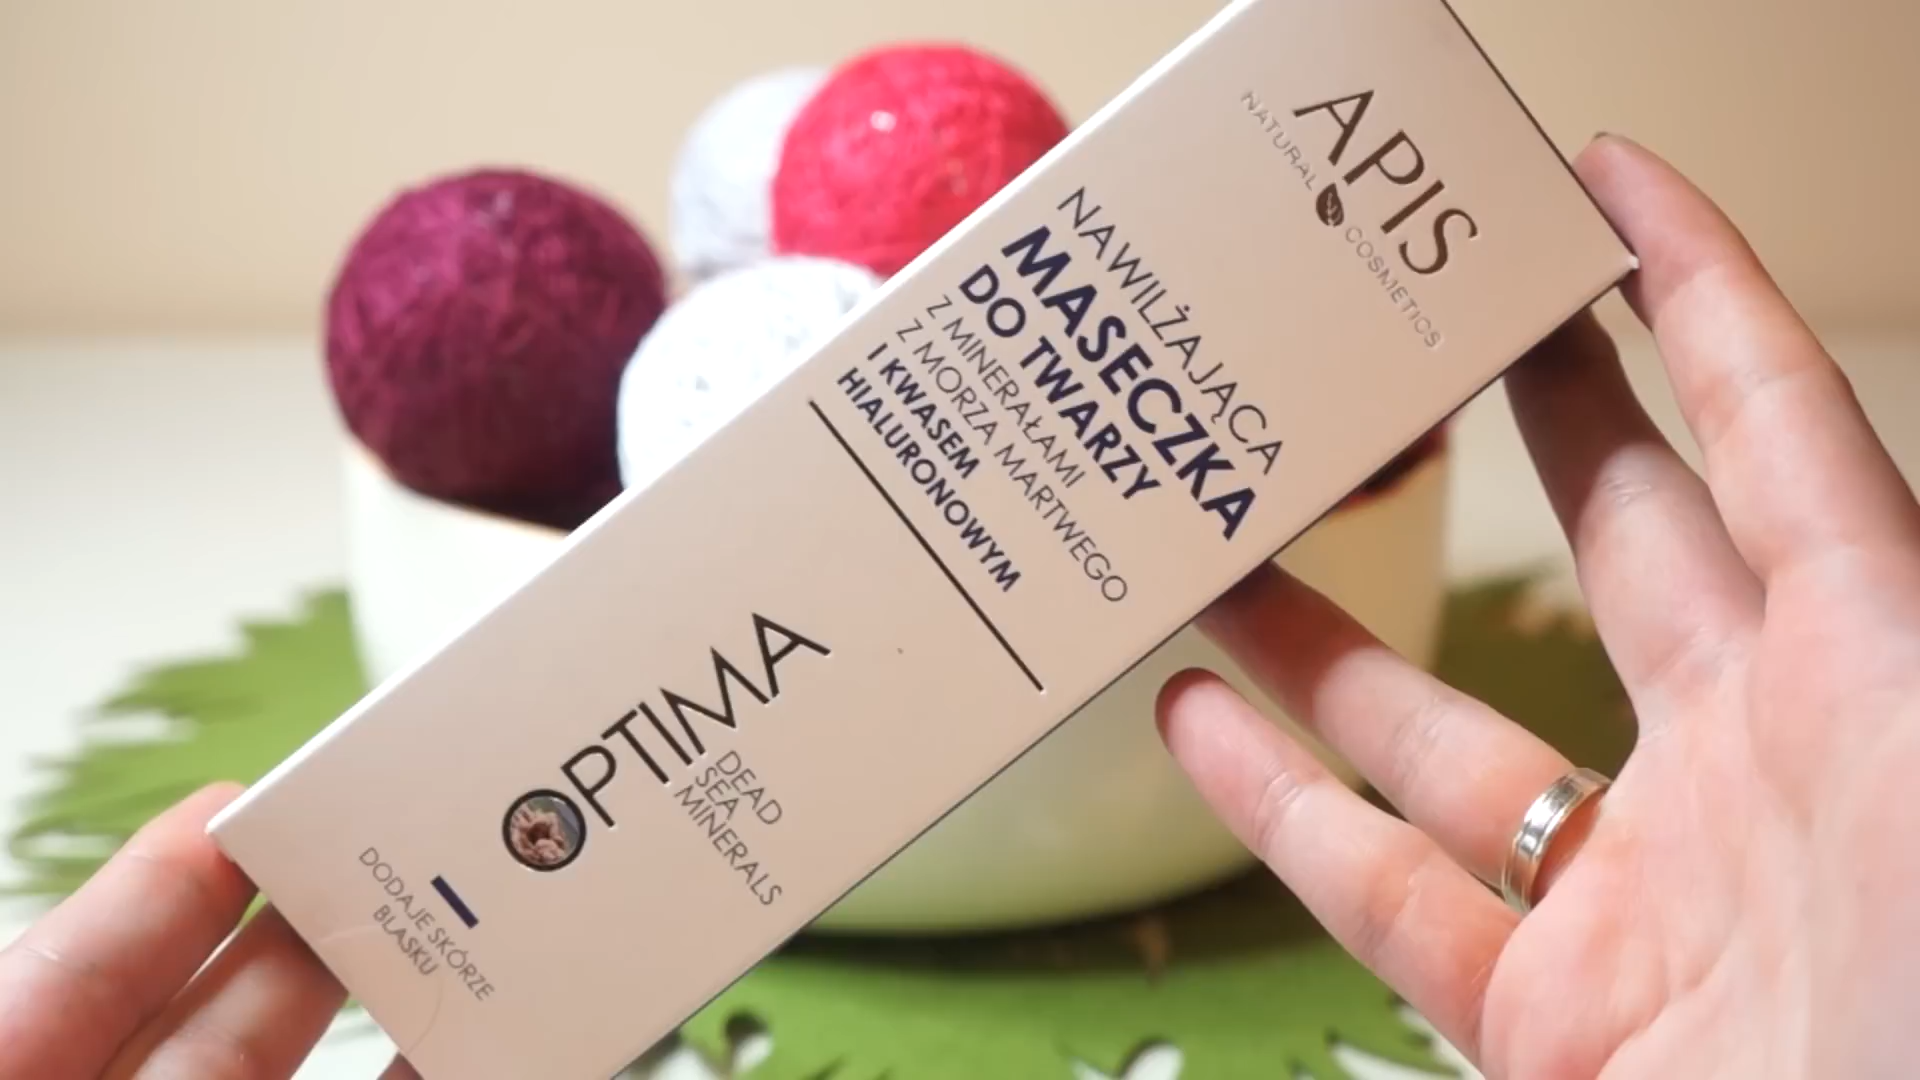 APIS
NATURAL COSMETICS
NAWILŻAJĄCA
MASECZKA
DO TWARZY
Z MINERAŁAMI
Z MORZA MARTWEGO
I KWASEM
HIALURONOWYM
OPTIMA
DEAD
SEA
MINERALS
DODAJE SKÓRZE
BLASKU